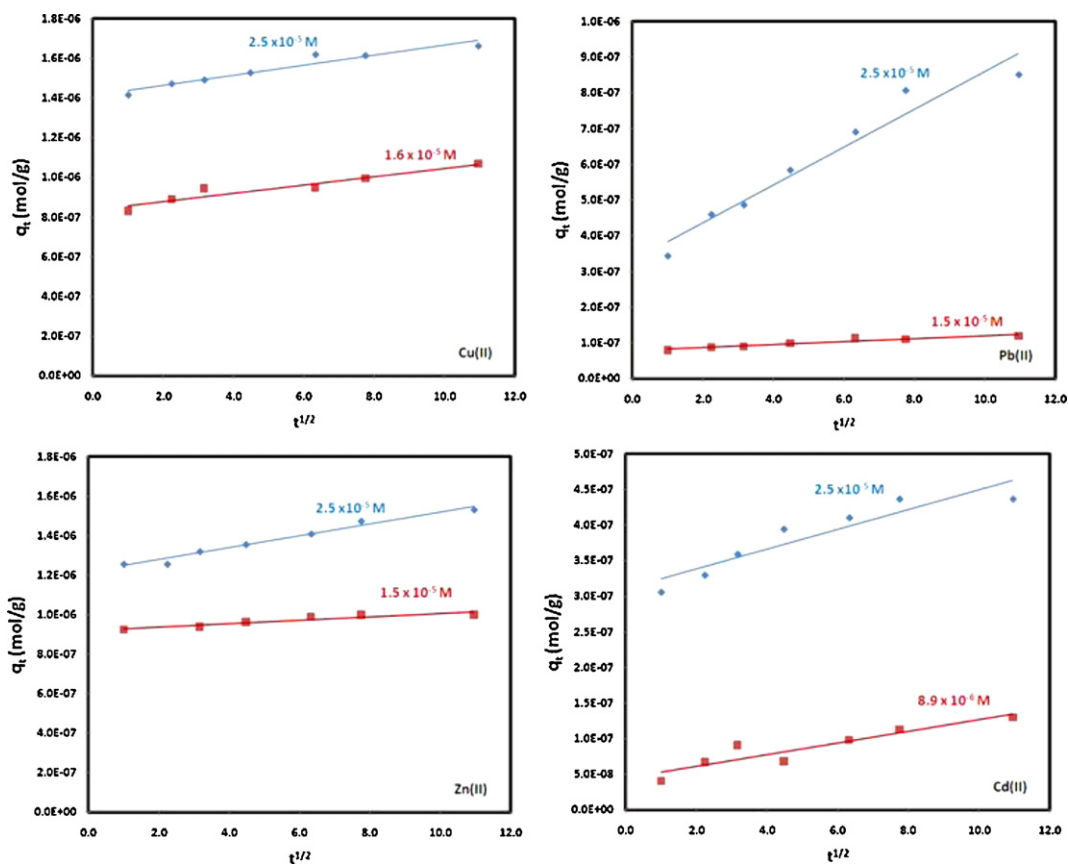 1.8E-06
1.6E-06
1.4E-06
1.2E-06
1.0E-06
8.0E-07
6.0E-07
4.0E-07
2.0E-07
0.0E+00
qt (mol/g)
2.5 x10-5 M
1.6 x 10-5 M
Cu(II)
0.0 2.0 4.0 6.0 8.0 10.0 12.0
t1/2
1.0E-06
9.0E-07
8.0E-07
7.0E-07
6.0E-07
5.0E-07
4.0E-07
3.0E-07
2.0E-07
1.0E-07
0.0E+00
qt (mol/g)
2.5 x10-5 M
1.5 x 10-5 M
Pb(II)
0.0 2.0 4.0 6.0 8.0 10.0 12.0
t1/2
1.8E-06
1.6E-06
1.4E-06
1.2E-06
1.0E-06
8.0E-07
6.0E-07
4.0E-07
2.0E-07
0.0E+00
qt (mol/g)
2.5 x10-5 M
1.5 x 10-5 M
Zn(II)
0.0 2.0 4.0 6.0 8.0 10.0 12.0
t1/2
5.0E-07
4.5E-07
4.0E-07
3.5E-07
3.0E-07
2.5E-07
2.0E-07
1.5E-07
1.0E-07
5.0E-08
0.0E+00
qt (mol/g)
2.5 x10-5 M
8.9 x 10-6 M
Cd(II)
0.0 2.0 4.0 6.0 8.0 10.0 12.0
t1/2